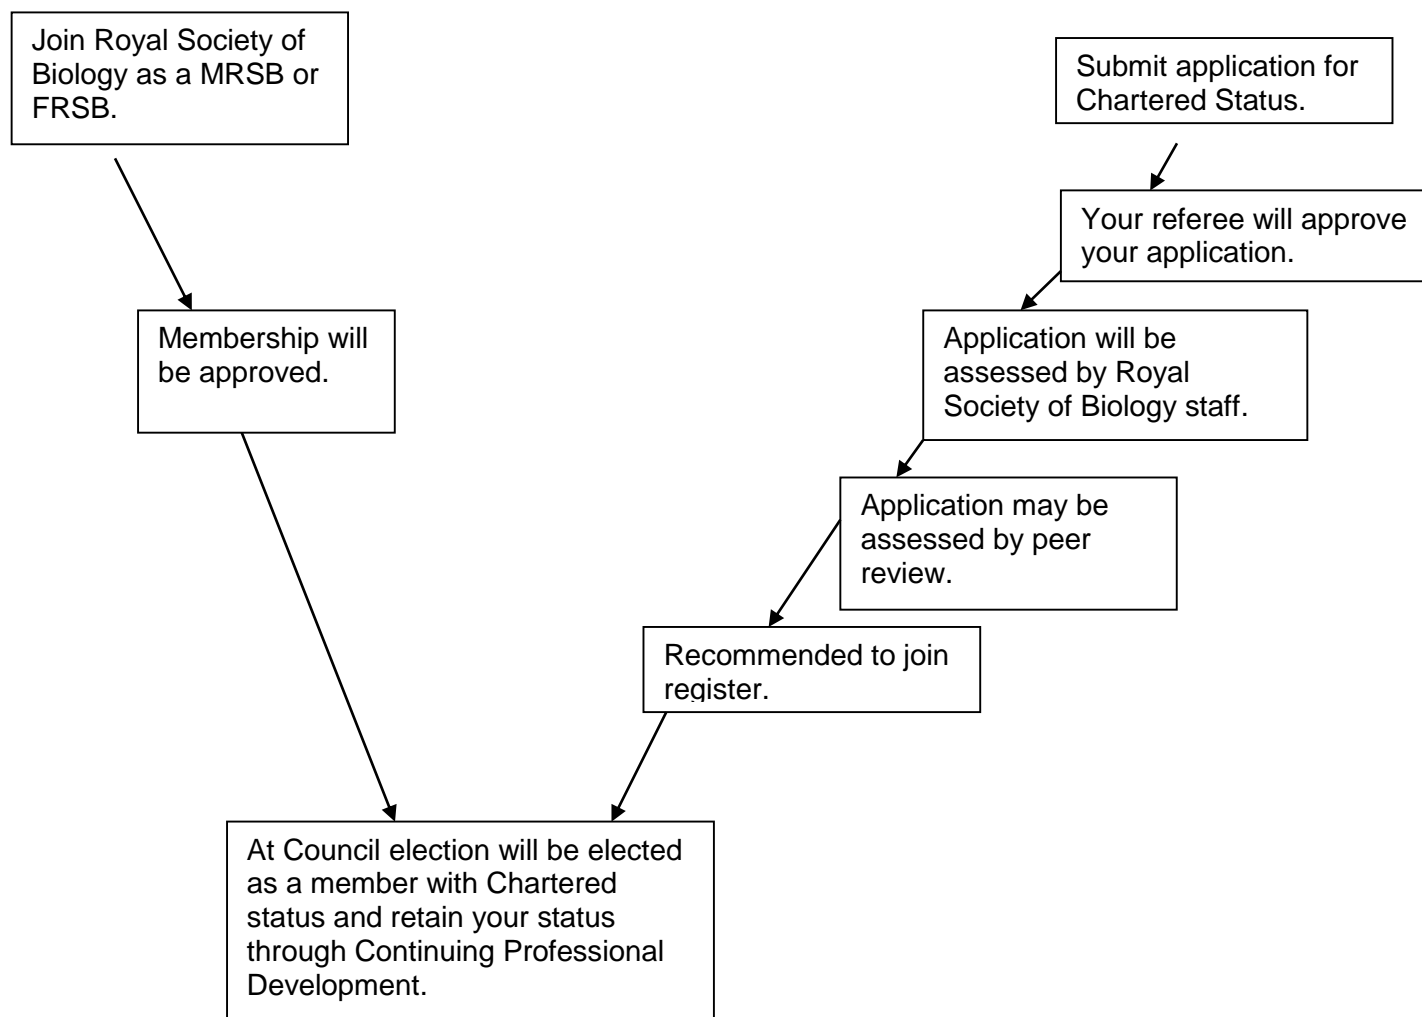 Join Royal Society of
Biology as a MRSB or
FRSB.
Submit application for
Chartered Status.
Your referee will approve
your application.
Membership will
be approved.
Application will be
assessed by Royal
Society of Biology staff.
Application may be
assessed by peer
review.
Recommended to join
register.
At Council election will be elected
as a member with Chartered
status and retain your status
through Continuing Professional
Development.